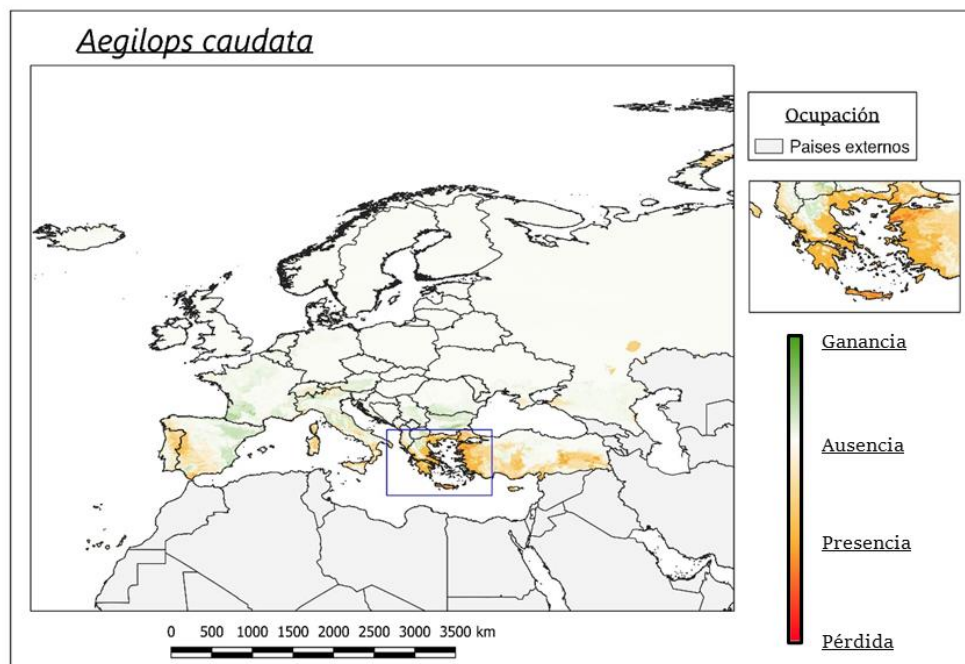 Aegilops caudata
Ocupación
Paises externos
Ganancia
Ausencia
Presencia
Pérdida
0 500 1000 1500 2000 2500 3000 3500 km